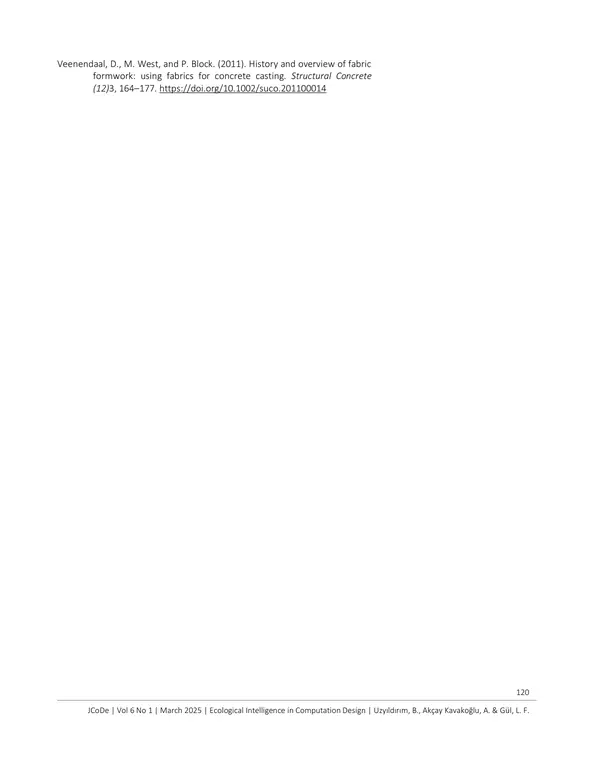 Veenendaal, D., M. West, and P. Block. (2011). History and overview of fabric
formwork: using fabrics for concrete casting. Structural Concrete
(12)3, 164–177. https://doi.org/10.1002/suco.201100014
120
JCoDe | Vol 6 No 1 | March 2025 | Ecological Intelligence in Computation Design | Uzyıldırım, B., Akçay Kavakoğlu, A. & Gül, L. F.